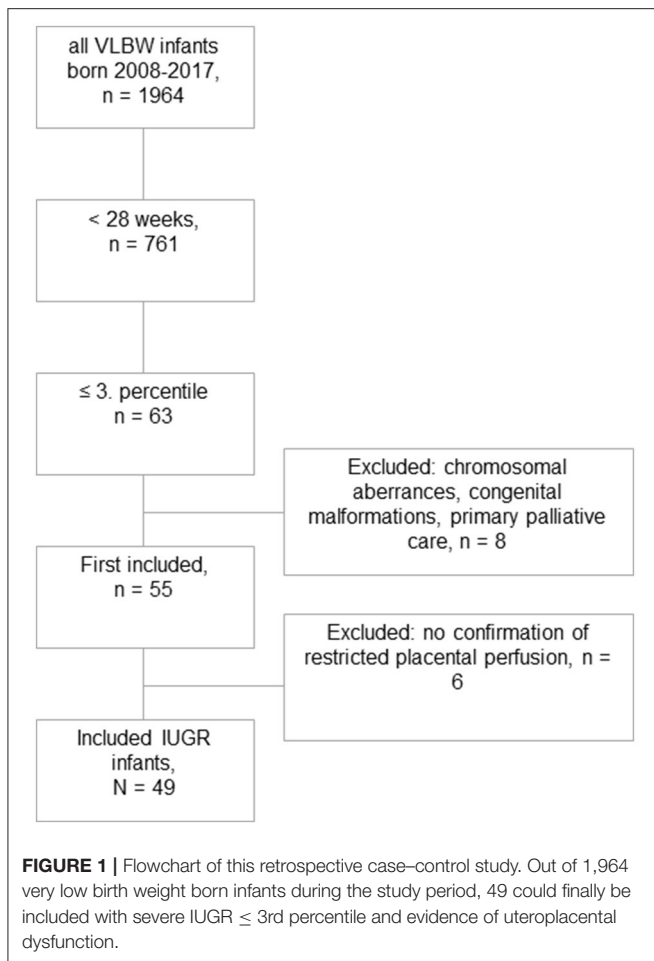 all VLBW infants
born 2008-2017,
n = 1964
< 28 weeks,
n = 761
≤ 3. percentile
n = 63
Excluded: chromosomal
aberrances, congenital
malformations, primary palliative
care, n = 8
First included,
n = 55
Excluded: no confirmation of
restricted placental perfusion, n =
6
Included IUGR
infants,
N = 49
FIGURE 1 | Flowchart of this retrospective case–control study. Out of 1,964
very low birth weight born infants during the study period, 49 could finally be
included with severe IUGR ≤ 3rd percentile and evidence of uteroplacental
dysfunction.